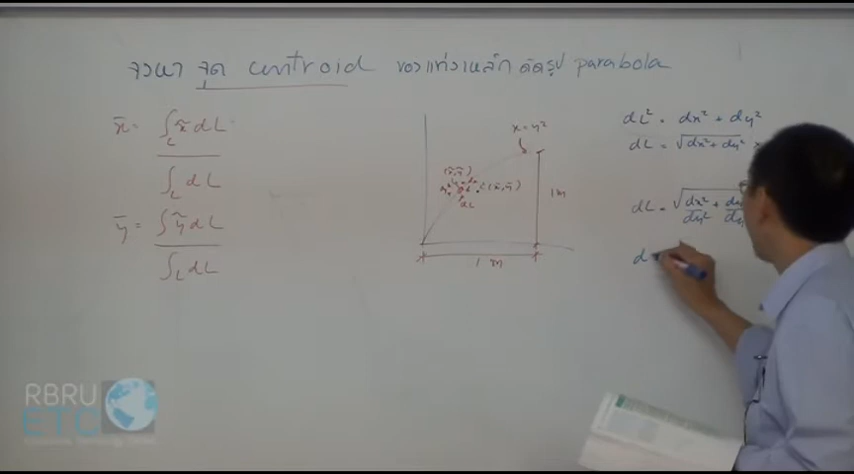 จงหา จุด centroid ของแท่งเหล็ก ดัดรูป parabola
x̄ = ∫L x̃ dL
∫L dL
ȳ = ∫ ỹ dL
∫L dL
x = y²
(x̃, ỹ)
C(x̄, ȳ)
dL
1 m
1 m
dL² = dx² + dy²
dL = √dx² + dy²
dL = √dx² +
dy²
d
RBRU
ETC